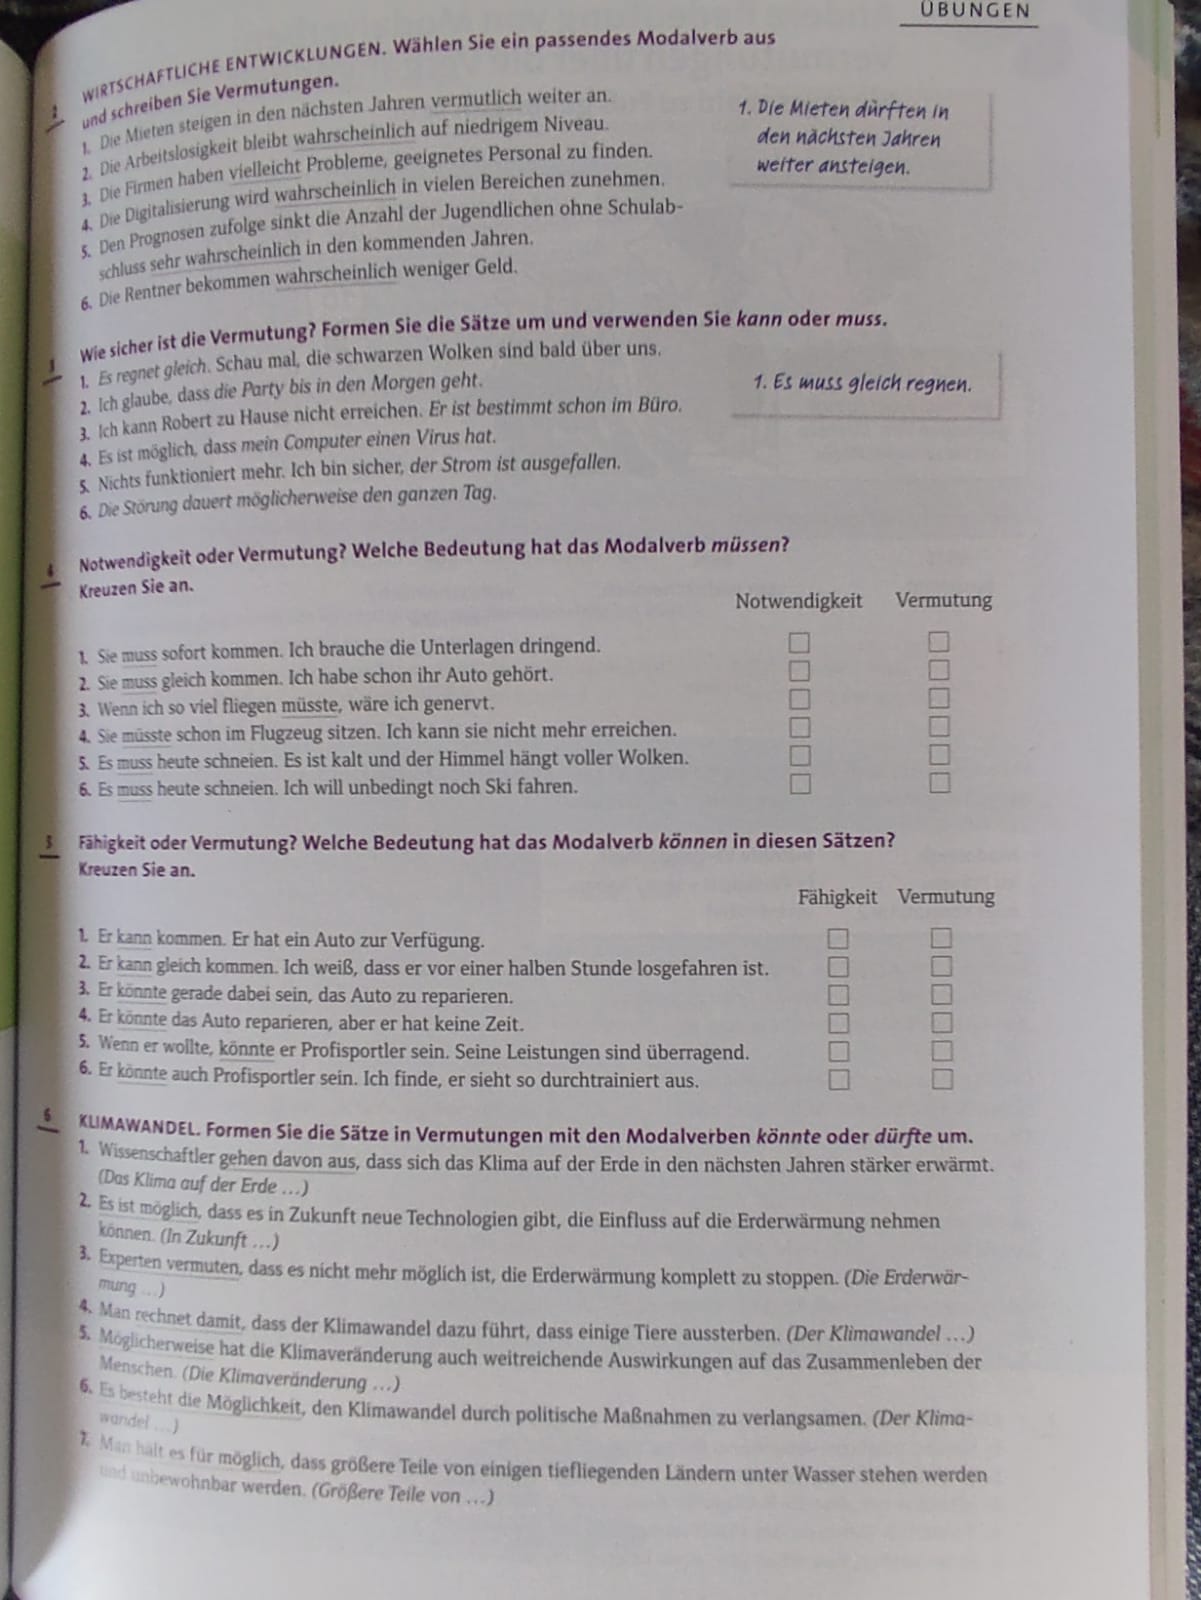 ÜBUNGEN
2
WIRTSCHAFTLICHE ENTWICKLUNGEN. Wählen Sie ein passendes Modalverb aus
und schreiben Sie Vermutungen.
1. Die Mieten steigen in den nächsten Jahren vermutlich weiter an.
2. Die Arbeitslosigkeit bleibt wahrscheinlich auf niedrigem Niveau.
3. Die Firmen haben vielleicht Probleme, geeignetes Personal zu finden.
4. Die Digitalisierung wird wahrscheinlich in vielen Bereichen zunehmen.
5. Den Prognosen zufolge sinkt die Anzahl der Jugendlichen ohne Schulab-
schluss sehr wahrscheinlich in den kommenden Jahren.
6. Die Rentner bekommen wahrscheinlich weniger Geld.
1. Die Mieten dürften in
den nächsten Jahren
weiter ansteigen.
3
Wie sicher ist die Vermutung? Formen Sie die Sätze um und verwenden Sie kann oder muss.
1. Es regnet gleich. Schau mal, die schwarzen Wolken sind bald über uns.
2. Ich glaube, dass die Party bis in den Morgen geht.
3. Ich kann Robert zu Hause nicht erreichen. Er ist bestimmt schon im Büro.
4. Es ist möglich, dass mein Computer einen Virus hat.
5. Nichts funktioniert mehr. Ich bin sicher, der Strom ist ausgefallen.
6. Die Störung dauert möglicherweise den ganzen Tag.
1. Es muss gleich regnen.
4
Notwendigkeit oder Vermutung? Welche Bedeutung hat das Modalverb müssen?
Kreuzen Sie an.
Notwendigkeit Vermutung
1. Sie muss sofort kommen. Ich brauche die Unterlagen dringend.
2. Sie muss gleich kommen. Ich habe schon ihr Auto gehört.
3. Wenn ich so viel fliegen müsste, wäre ich genervt.
4. Sie müsste schon im Flugzeug sitzen. Ich kann sie nicht mehr erreichen.
5. Es muss heute schneien. Es ist kalt und der Himmel hängt voller Wolken.
6. Es muss heute schneien. Ich will unbedingt noch Ski fahren.
5
Fähigkeit oder Vermutung? Welche Bedeutung hat das Modalverb können in diesen Sätzen?
Kreuzen Sie an.
Fähigkeit Vermutung
1. Er kann kommen. Er hat ein Auto zur Verfügung.
2. Er kann gleich kommen. Ich weiß, dass er vor einer halben Stunde losgefahren ist.
3. Er könnte gerade dabei sein, das Auto zu reparieren.
4. Er könnte das Auto reparieren, aber er hat keine Zeit.
5. Wenn er wollte, könnte er Profisportler sein. Seine Leistungen sind überragend.
6. Er könnte auch Profisportler sein. Ich finde, er sieht so durchtrainiert aus.
6
KLIMAWANDEL. Formen Sie die Sätze in Vermutungen mit den Modalverben könnte oder dürfte um.
1. Wissenschaftler gehen davon aus, dass sich das Klima auf der Erde in den nächsten Jahren stärker erwärmt.
(Das Klima auf der Erde ...)
2. Es ist möglich, dass es in Zukunft neue Technologien gibt, die Einfluss auf die Erderwärmung nehmen
können. (In Zukunft ...)
3. Experten vermuten, dass es nicht mehr möglich ist, die Erderwärmung komplett zu stoppen. (Die Erderwär-
mung ...)
4. Man rechnet damit, dass der Klimawandel dazu führt, dass einige Tiere aussterben. (Der Klimawandel ...)
5. Möglicherweise hat die Klimaveränderung auch weitreichende Auswirkungen auf das Zusammenleben der
Menschen. (Die Klimaveränderung ...)
6. Es besteht die Möglichkeit, den Klimawandel durch politische Maßnahmen zu verlangsamen. (Der Klima-
wandel ...)
7. Man hält es für möglich, dass größere Teile von einigen tiefliegenden Ländern unter Wasser stehen werden
und unbewohnbar werden. (Größere Teile von ...)